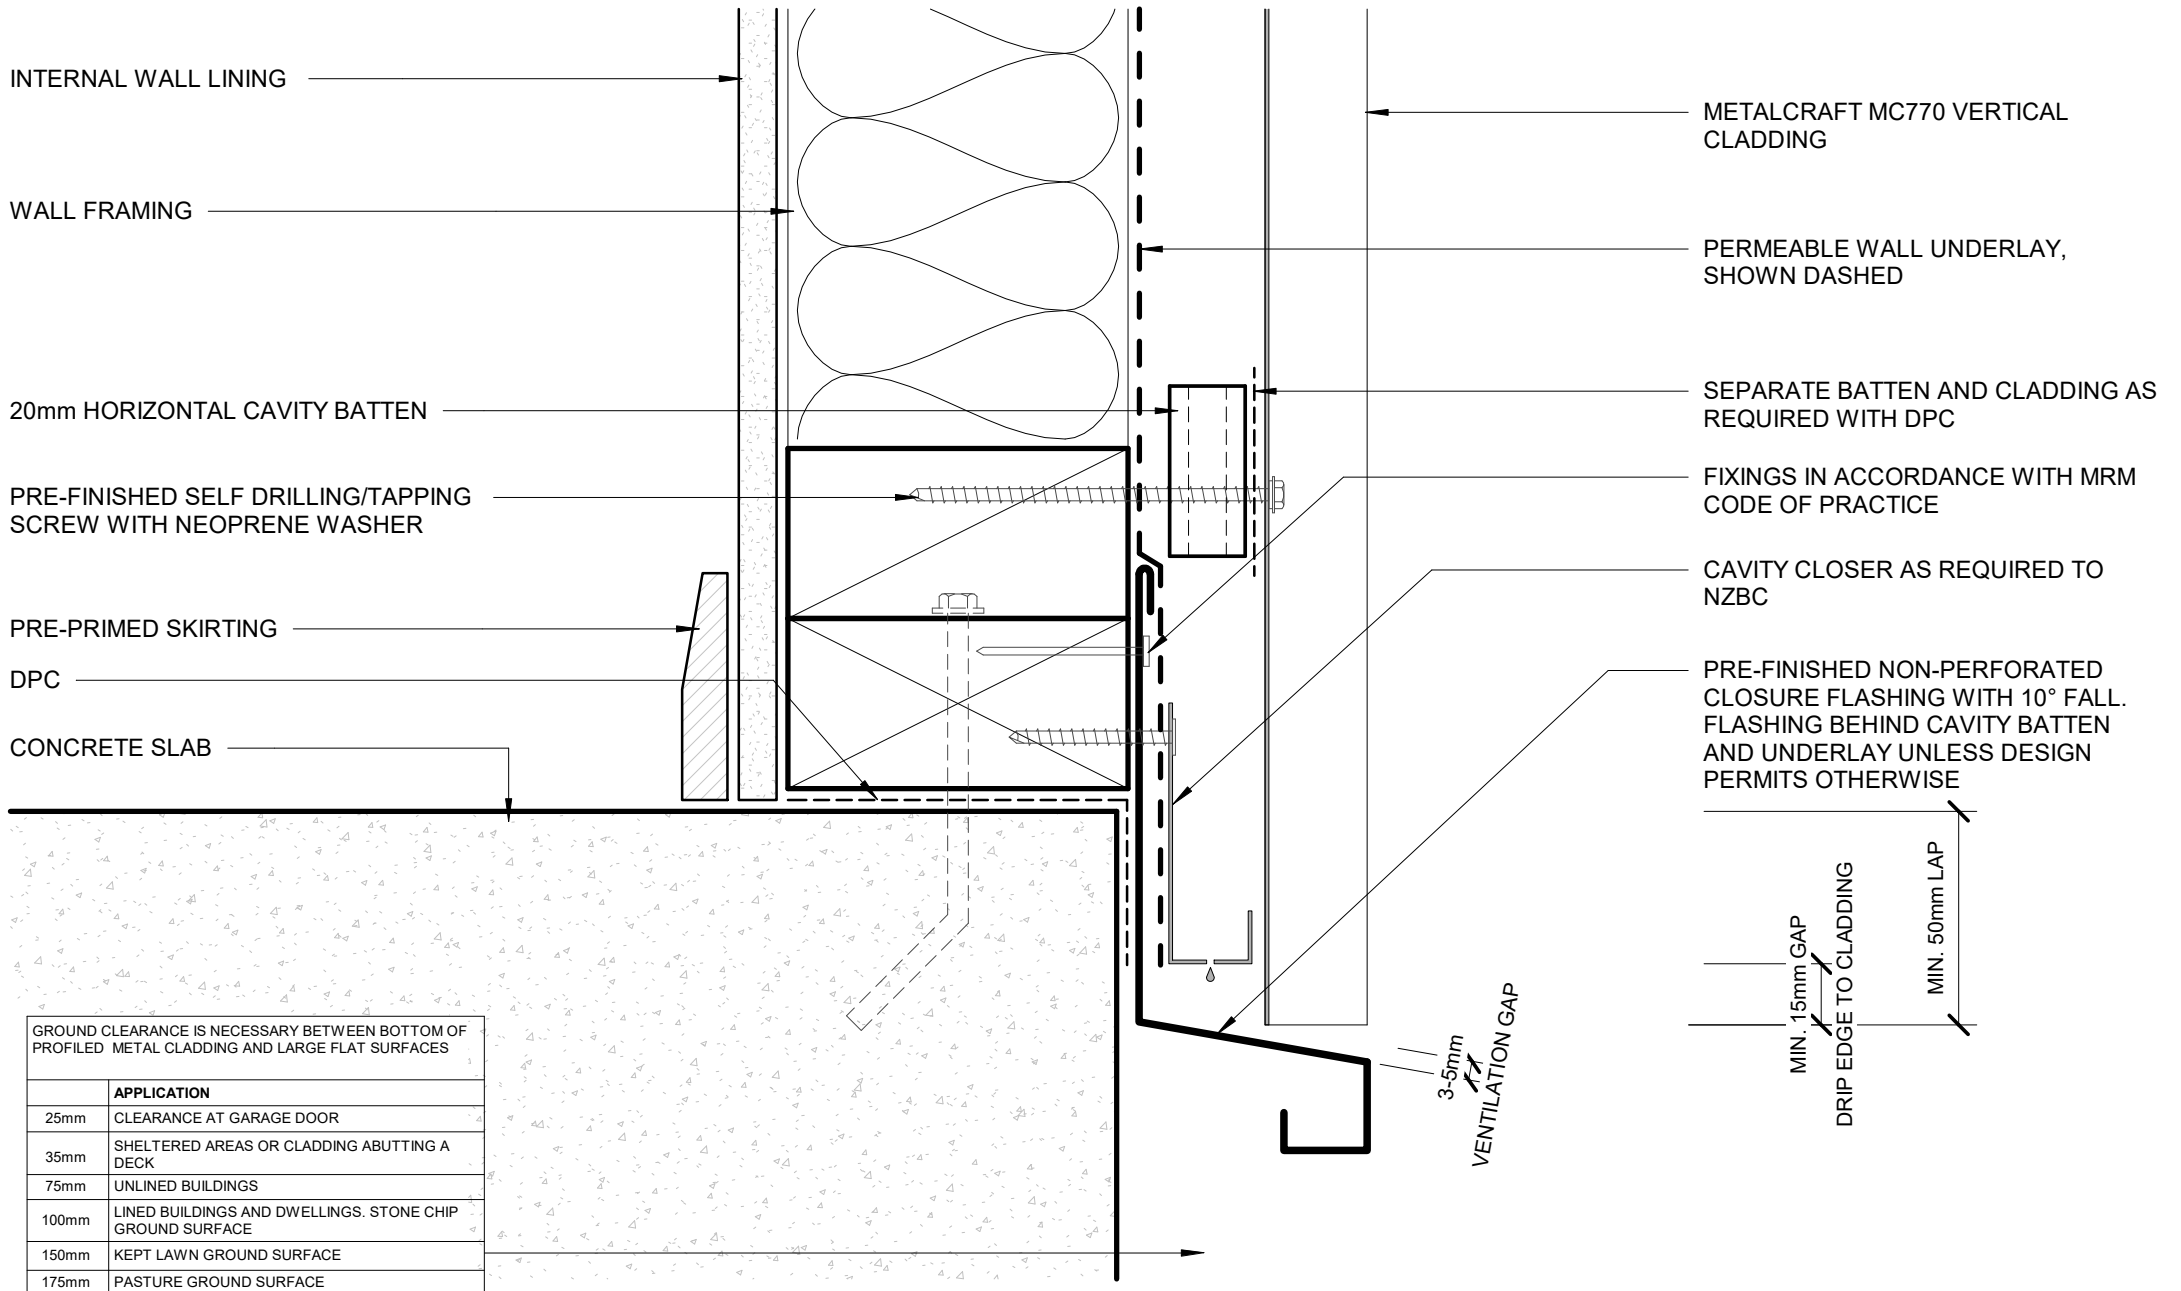 INTERNAL WALL LINING
WALL FRAMING
20mm HORIZONTAL CAVITY BATTEN
PRE-FINISHED SELF DRILLING/TAPPING
SCREW WITH NEOPRENE WASHER
PRE-PRIMED SKIRTING
DPC
CONCRETE SLAB
METALCRAFT MC770 VERTICAL
CLADDING
PERMEABLE WALL UNDERLAY,
SHOWN DASHED
SEPARATE BATTEN AND CLADDING AS
REQUIRED WITH DPC
FIXINGS IN ACCORDANCE WITH MRM
CODE OF PRACTICE
CAVITY CLOSER AS REQUIRED TO
NZBC
PRE-FINISHED NON-PERFORATED
CLOSURE FLASHING WITH 10° FALL.
FLASHING BEHIND CAVITY BATTEN
AND UNDERLAY UNLESS DESIGN
PERMITS OTHERWISE
3-5mm
VENTILATION GAP
MIN. 15mm GAP
DRIP EDGE TO CLADDING
MIN. 50mm LAP
GROUND CLEARANCE IS NECESSARY BETWEEN BOTTOM OF
PROFILED METAL CLADDING AND LARGE FLAT SURFACES
APPLICATION
25mm CLEARANCE AT GARAGE DOOR
35mm SHELTERED AREAS OR CLADDING ABUTTING A
DECK
75mm UNLINED BUILDINGS
100mm LINED BUILDINGS AND DWELLINGS. STONE CHIP
GROUND SURFACE
150mm KEPT LAWN GROUND SURFACE
175mm PASTURE GROUND SURFACE